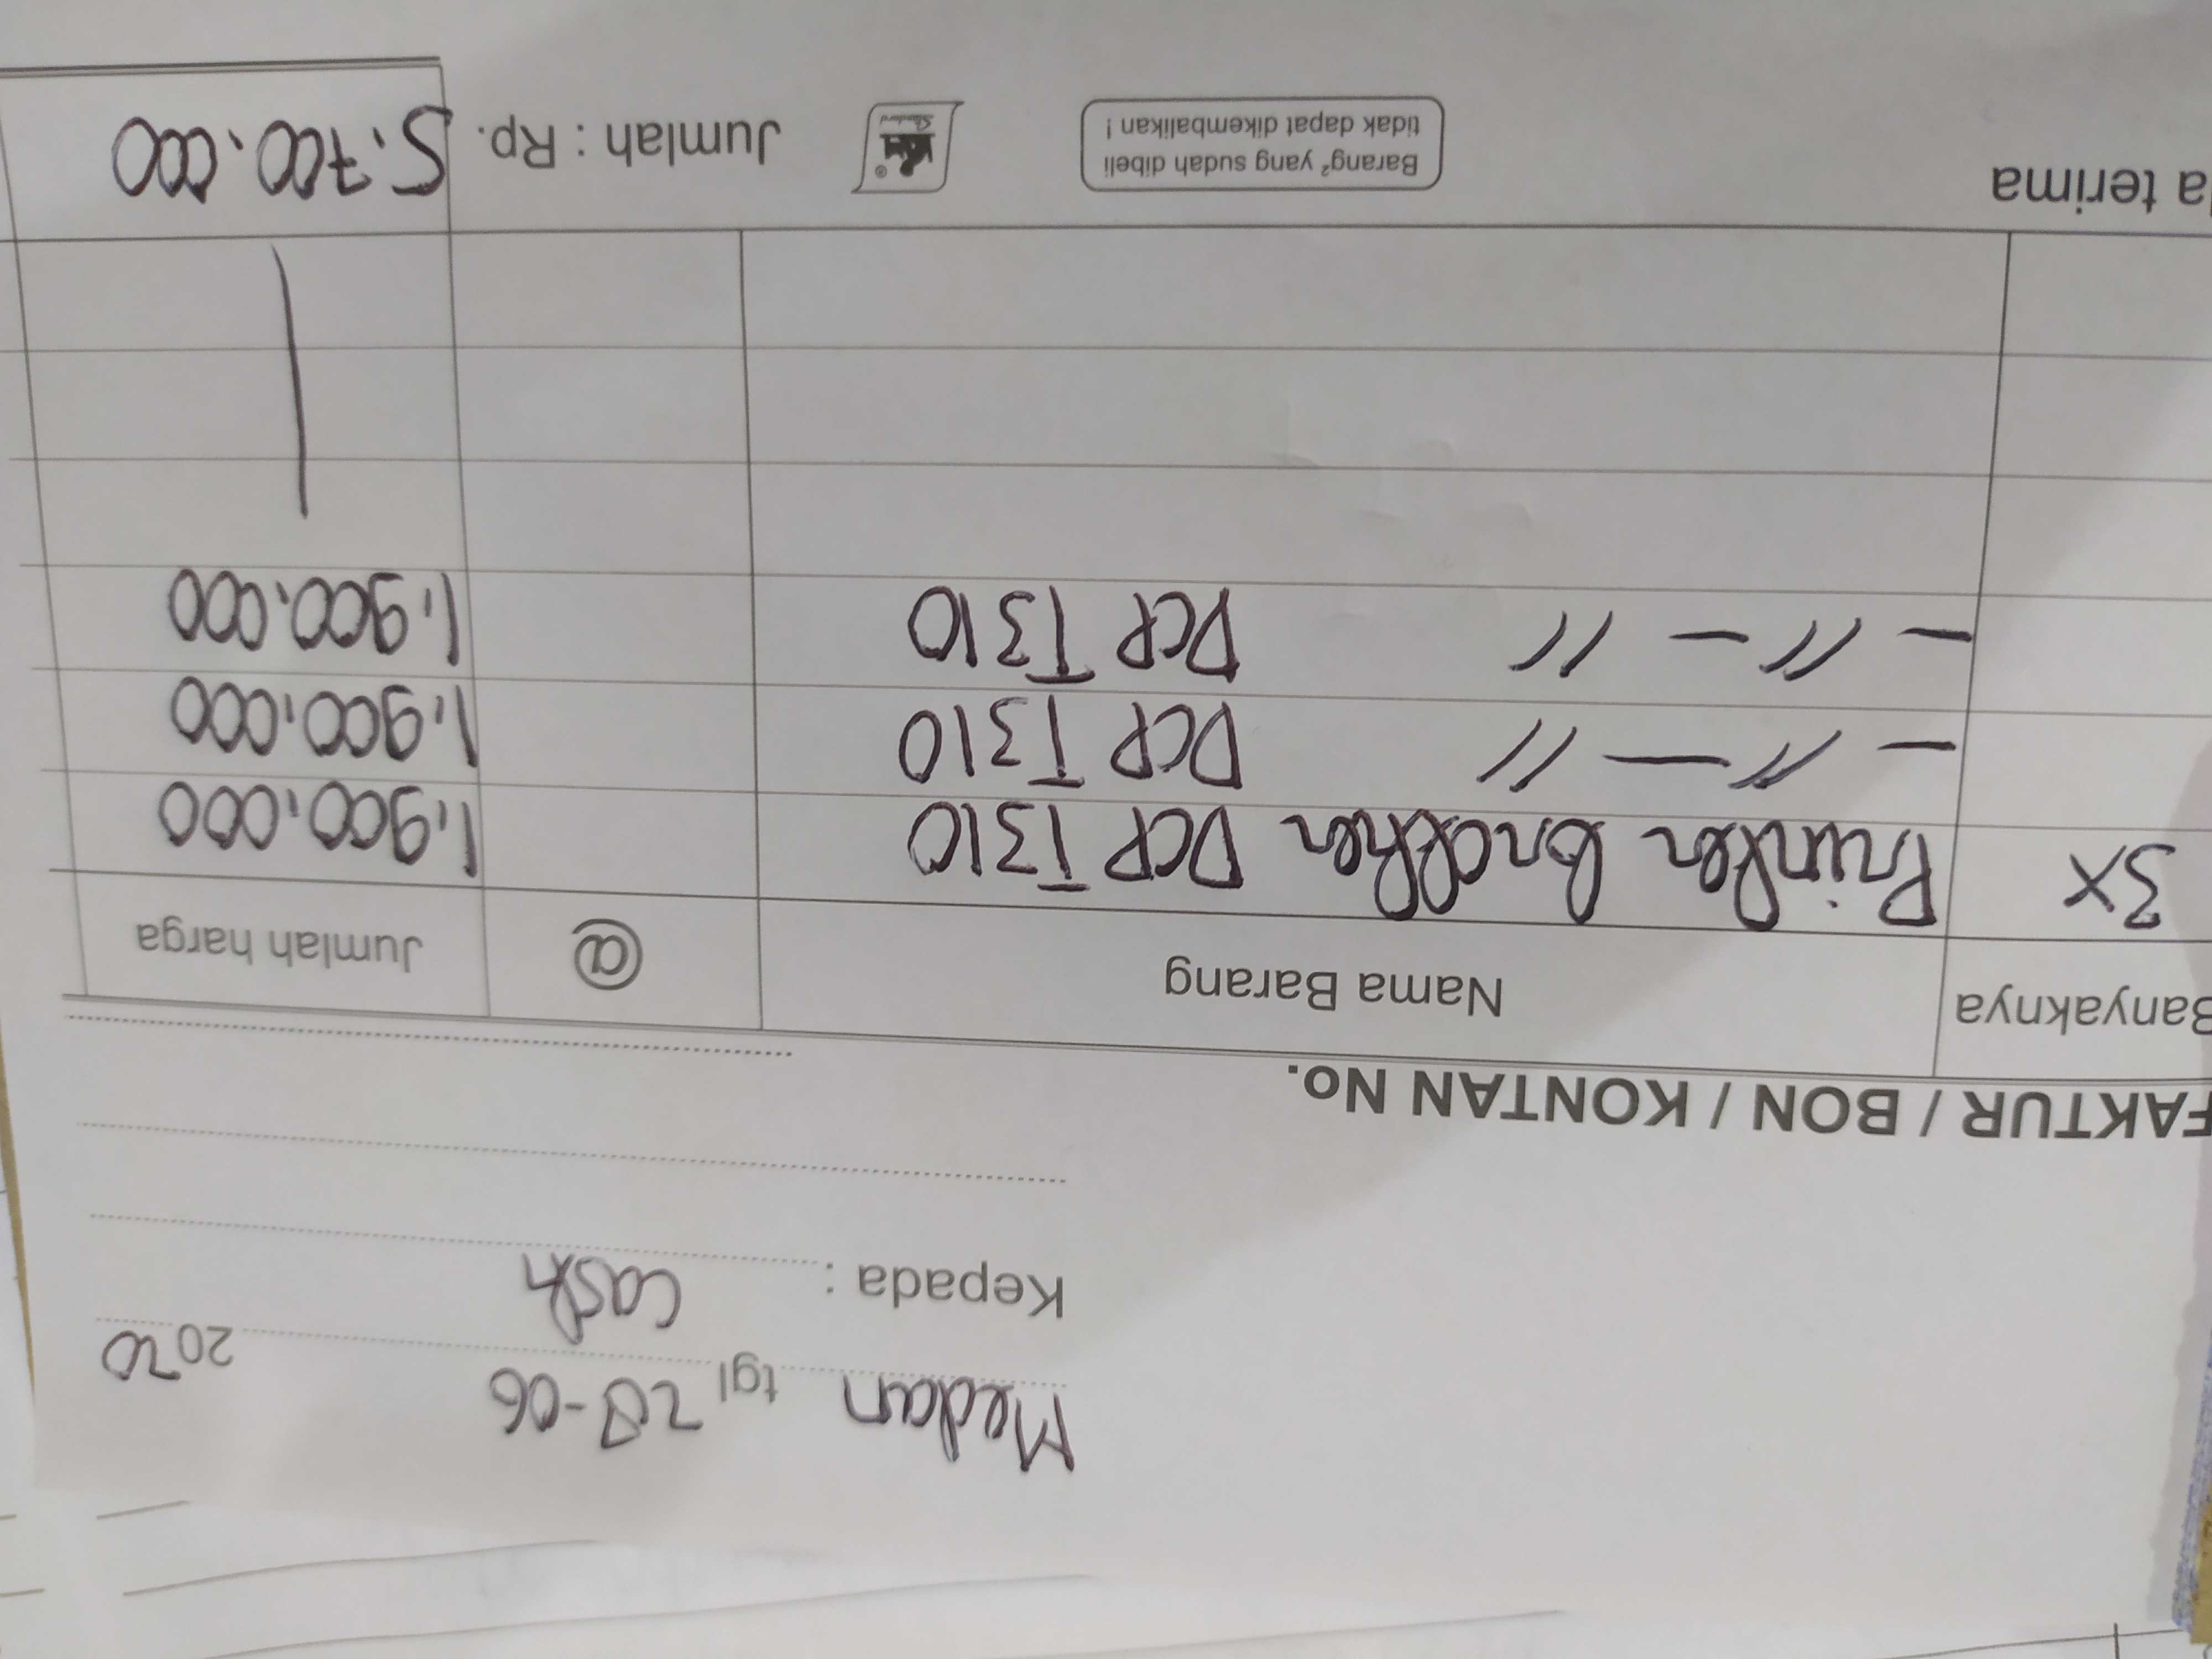 Medan tgl 28-06 2020
Kepada : Cash
FAKTUR / BON / KONTAN No.
Banyaknya Nama Barang @ Jumlah harga
3x Printer Brother DCP T310 1.900.000
- 〃 - 〃 DCP T310 1.900.000
- 〃 - 〃 DCP T310 1.900.000
a terima Barang² yang sudah dibeli
tidak dapat dikembalikan !
Standard
Jumlah : Rp. 5.700.000